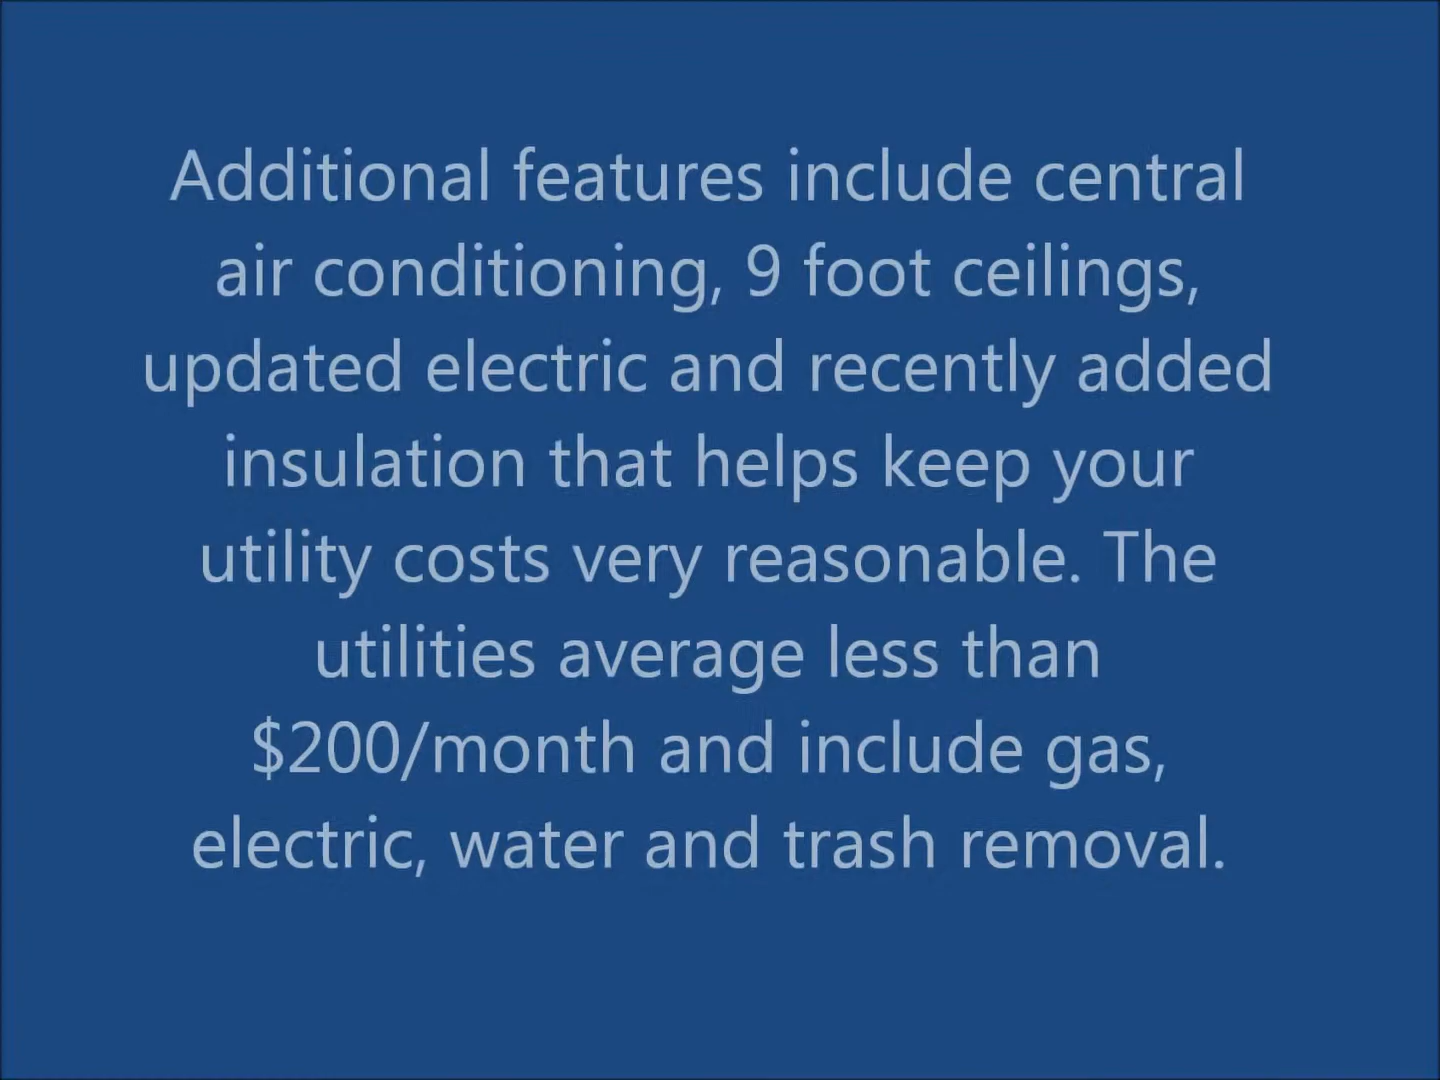 Additional features include central
air conditioning, 9 foot ceilings,
updated electric and recently added
insulation that helps keep your
utility costs very reasonable. The
utilities average less than
$200/month and include gas,
electric, water and trash removal.